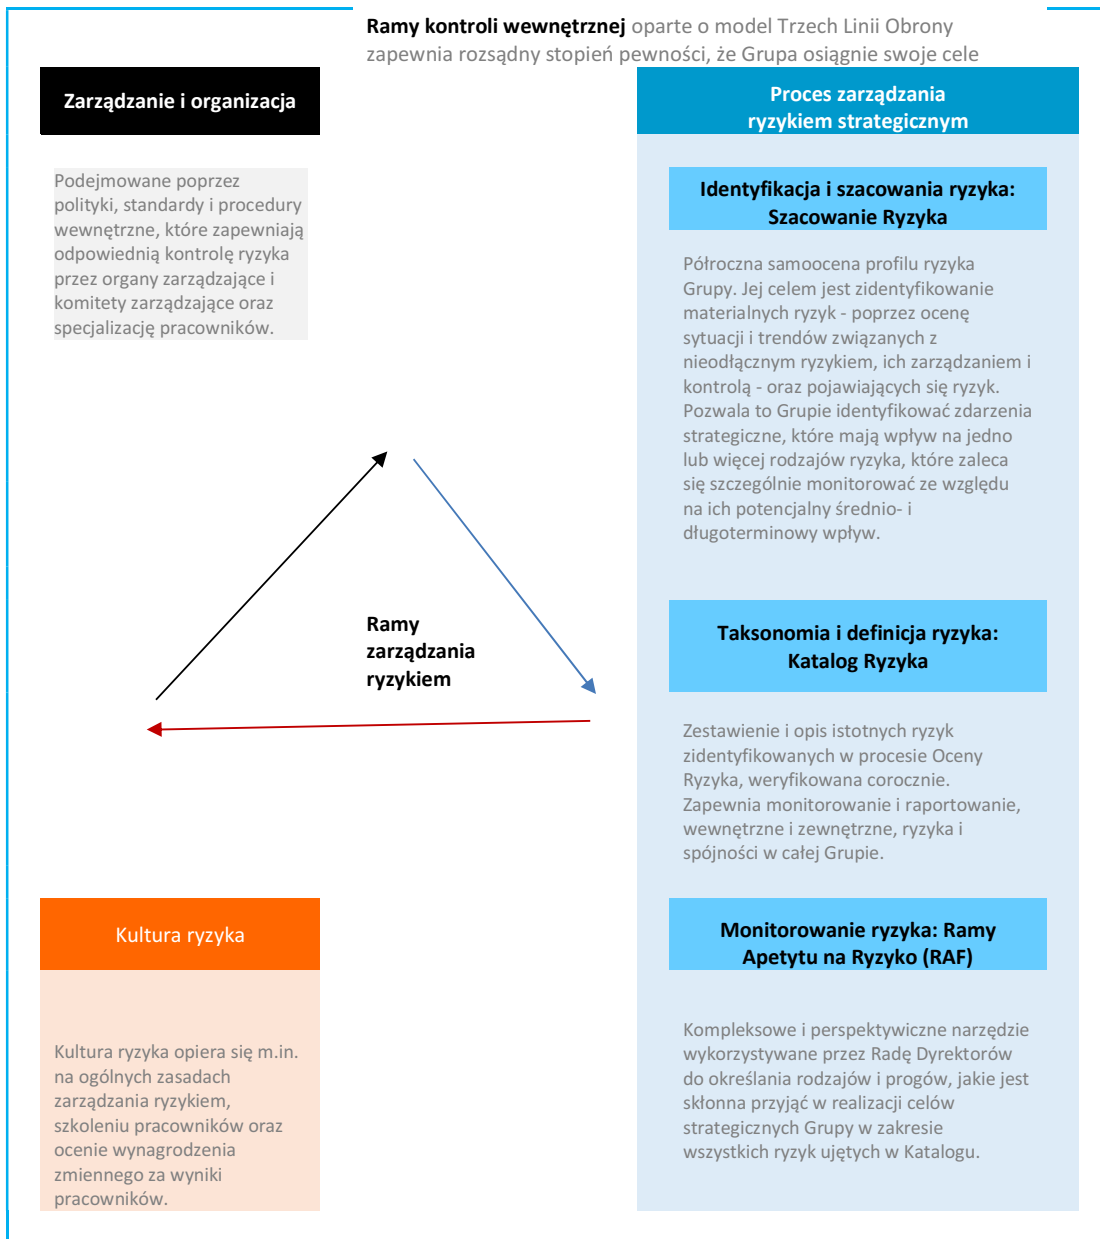 Ramy kontroli wewnętrznej oparte o model Trzech Linii Obrony
zapewnia rozsądny stopień pewności, że Grupa osiągnie swoje cele
Zarządzanie i organizacja
Podejmowane poprzez
polityki, standardy i procedury
wewnętrzne, które zapewniają
odpowiednią kontrolę ryzyka
przez organy zarządzające i
komitety zarządzające oraz
specjalizację pracowników.
Ramy
zarządzania
ryzykiem
Kultura ryzyka
Kultura ryzyka opiera się m.in.
na ogólnych zasadach
zarządzania ryzykiem,
szkoleniu pracowników oraz
ocenie wynagrodzenia
zmiennego za wyniki
pracowników.
Proces zarządzania
ryzykiem strategicznym
Identyfikacja i szacowania ryzyka:
Szacowanie Ryzyka
Półroczna samoocena profilu ryzyka
Grupy. Jej celem jest zidentyfikowanie
materialnych ryzyk - poprzez ocenę
sytuacji i trendów związanych z
nieodłącznym ryzykiem, ich zarządzaniem i
kontrolą - oraz pojawiających się ryzyk.
Pozwala to Grupie identyfikować zdarzenia
strategiczne, które mają wpływ na jedno
lub więcej rodzajów ryzyka, które zaleca
się szczególnie monitorować ze względu
na ich potencjalny średnio- i
długoterminowy wpływ.
Taksonomia i definicja ryzyka:
Katalog Ryzyka
Zestawienie i opis istotnych ryzyk
zidentyfikowanych w procesie Oceny
Ryzyka, weryfikowana corocznie.
Zapewnia monitorowanie i raportowanie,
wewnętrzne i zewnętrzne, ryzyka i
spójności w całej Grupie.
Monitorowanie ryzyka: Ramy
Apetytu na Ryzyko (RAF)
Kompleksowe i perspektywiczne narzędzie
wykorzystywane przez Radę Dyrektorów
do określania rodzajów i progów, jakie jest
skłonna przyjąć w realizacji celów
strategicznych Grupy w zakresie
wszystkich ryzyk ujętych w Katalogu.